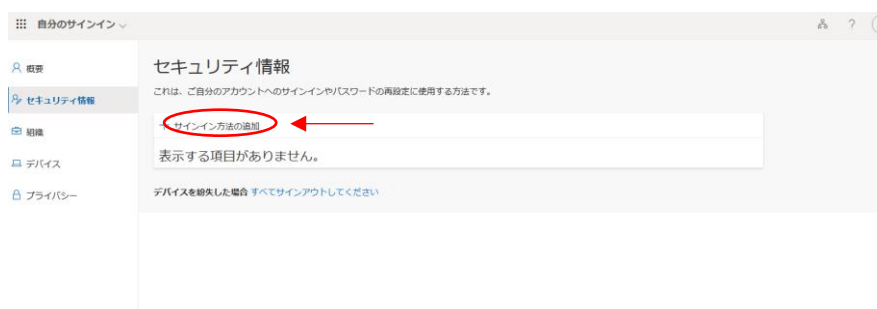 自分のサインイン
?
概要
セキュリティ情報
組織
デバイス
プライバシー
セキュリティ情報
これは、ご自分のアカウントへのサインインやパスワードの再設定に使用する方法です。
+ サインイン方法の追加
表示する項目がありません。
デバイスを紛失した場合 すべてサインアウトしてください